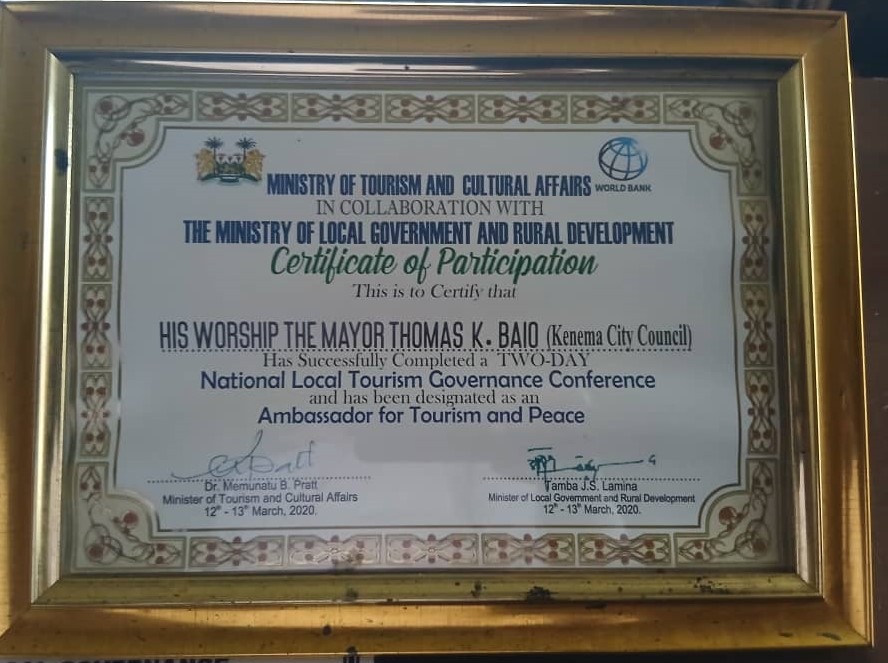 MINISTRY OF TOURISM AND CULTURAL AFFAIRS
WORLD BANK
IN COLLABORATION WITH
THE MINISTRY OF LOCAL GOVERNMENT AND RURAL DEVELOPMENT
Certificate of Participation
This is to Certify that
HIS WORSHIP THE MAYOR THOMAS K. BAIO (Kenema City Council)
Has Successfully Completed a TWO-DAY
National Local Tourism Governance Conference
and has been designated as an
Ambassador for Tourism and Peace
Dr. Memunatu B. Pratt
Minister of Tourism and Cultural Affairs
12th - 13th March, 2020.
Tamba J.S. Lamina
Minister of Local Government and Rural Development
12th - 13th March, 2020.